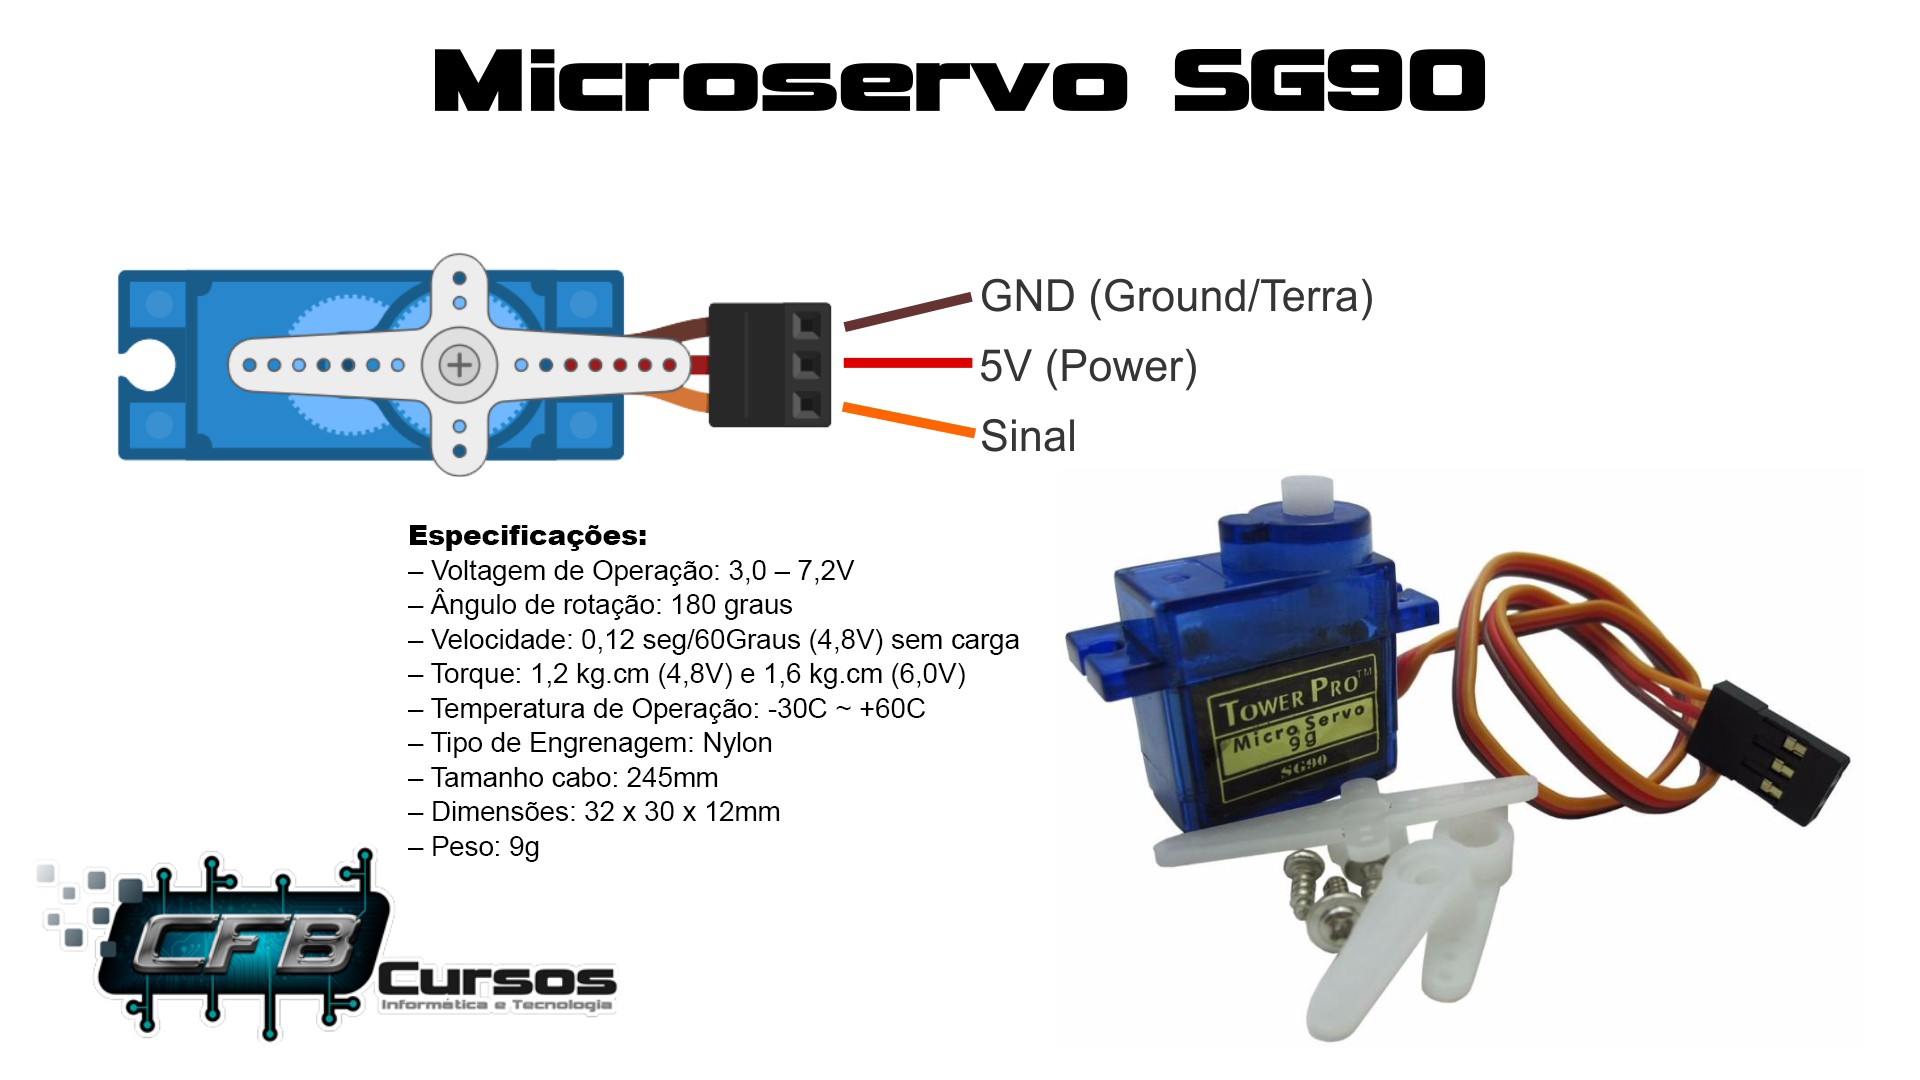 Microservo SG90
GND (Ground/Terra)
5V (Power)
Sinal
Especificações:
– Voltagem de Operação: 3,0 – 7,2V
– Ângulo de rotação: 180 graus
– Velocidade: 0,12 seg/60Graus (4,8V) sem carga
– Torque: 1,2 kg.cm (4,8V) e 1,6 kg.cm (6,0V)
– Temperatura de Operação: -30C ~ +60C
– Tipo de Engrenagem: Nylon
– Tamanho cabo: 245mm
– Dimensões: 32 x 30 x 12mm
– Peso: 9g
TOWER PRO™
Micro Servo
9g
SG90
CFB
Cursos
Informática e Tecnologia